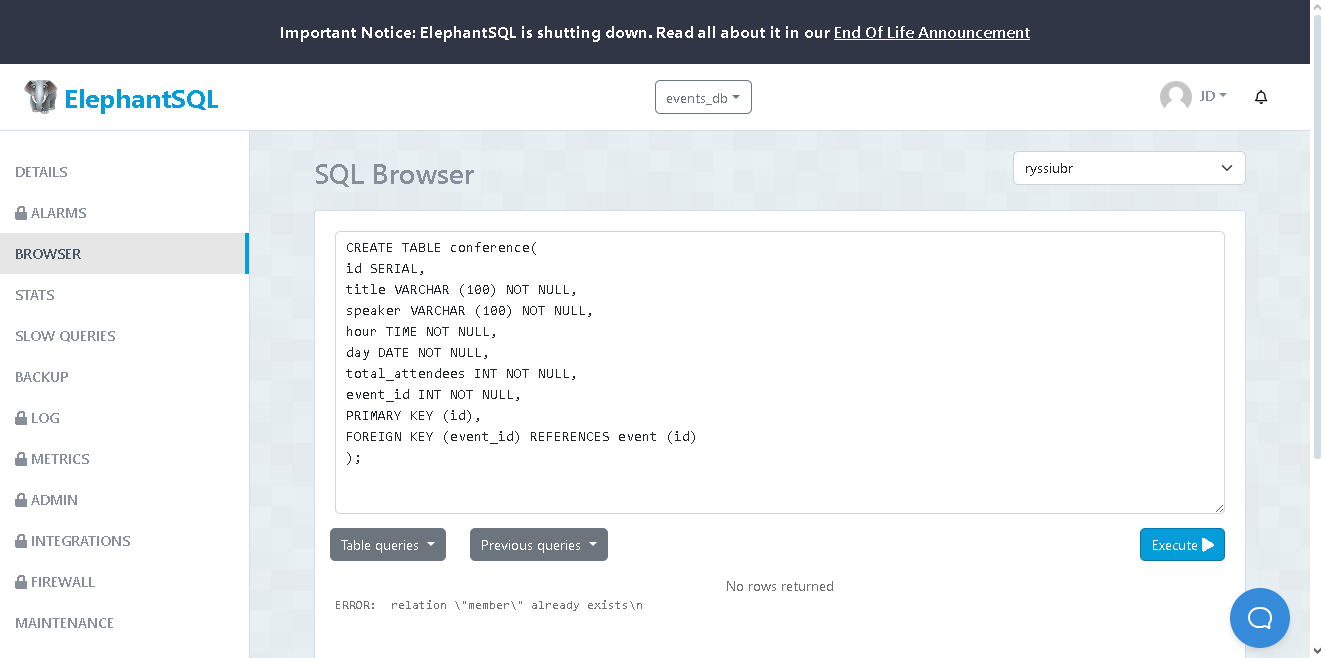 Important Notice: ElephantSQL is shutting down. Read all about it in our End Of Life Announcement
ElephantSQL
events_db
JD
DETAILS
ALARMS
BROWSER
STATS
SLOW QUERIES
BACKUP
LOG
METRICS
ADMIN
INTEGRATIONS
FIREWALL
MAINTENANCE
SQL Browser
ryssiubr
CREATE TABLE conference(
id SERIAL,
title VARCHAR (100) NOT NULL,
speaker VARCHAR (100) NOT NULL,
hour TIME NOT NULL,
day DATE NOT NULL,
total_attendees INT NOT NULL,
event_id INT NOT NULL,
PRIMARY KEY (id),
FOREIGN KEY (event_id) REFERENCES event (id)
);
Table queries
Previous queries
Execute
No rows returned
ERROR:  relation \"member\" already exists\n